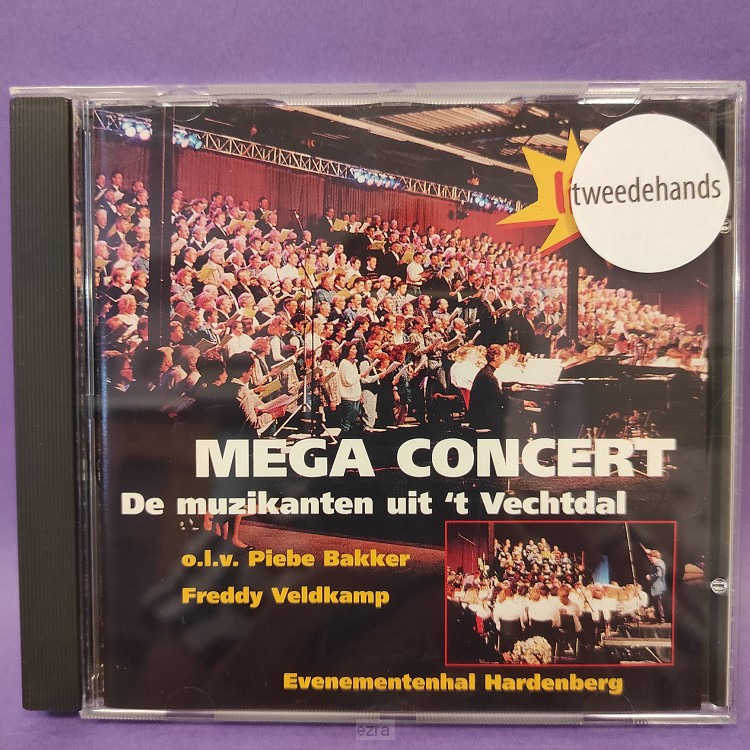 tweedehands
MEGA CONCERT
De muzikanten uit 't Vechtdal
o.l.v. Piebe Bakker
Freddy Veldkamp
Evenementenhal Hardenberg
ezra